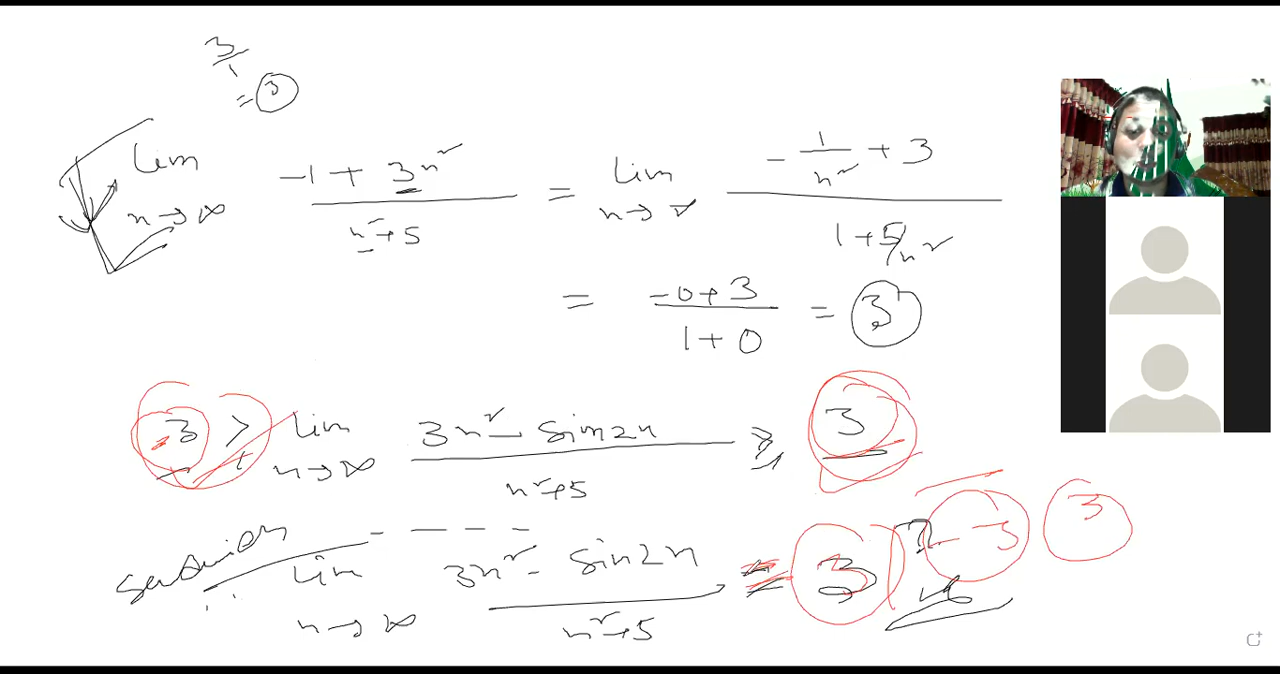 3/1
= 3
lim n→∞ (-1 + 3n²)/(n²+5) = lim n→∞ (-1/n² + 3)/(1 + 5/n²)
= (-0+3)/(1+0) = 3
3 ≥ lim n→∞ (3n² - sin2n)/(n²+5) ≥ 3
∴ lim n→∞ (3n² - sin2n)/(n²+5) = 3
-3 3